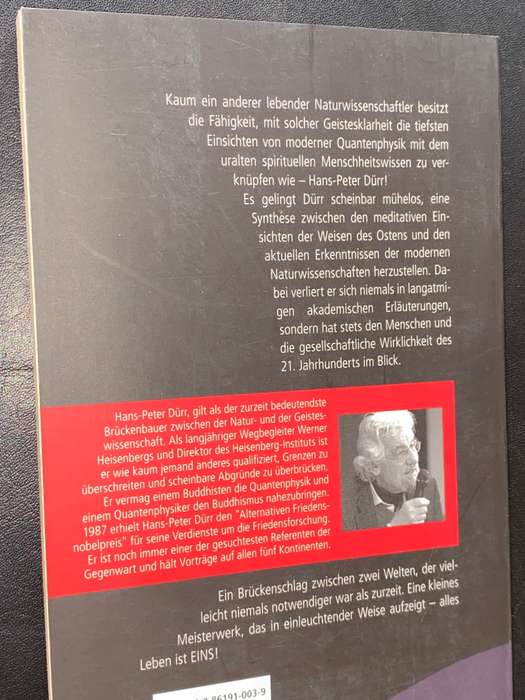 Kaum ein anderer lebender Naturwissenschaftler besitzt
die Fähigkeit, mit solcher Geistesklarheit die tiefsten
Einsichten von moderner Quantenphysik mit dem
uralten spirituellen Menschheitswissen zu ver-
knüpfen wie – Hans-Peter Dürr!
Es gelingt Dürr scheinbar mühelos, eine
Synthese zwischen den meditativen Ein-
sichten der Weisen des Ostens und den
aktuellen Erkenntnissen der modernen
Naturwissenschaften herzustellen. Da-
bei verliert er sich niemals in langatmi-
gen akademischen Erläuterungen,
sondern hat stets den Menschen und
die gesellschaftliche Wirklichkeit des
21. Jahrhunderts im Blick.
Hans-Peter Dürr, gilt als der zurzeit bedeutendste
Brückenbauer zwischen der Natur- und der Geistes-
wissenschaft. Als langjähriger Wegbegleiter Werner
Heisenbergs und Direktor des Heisenberg-Instituts ist
er wie kaum jemand anderes qualifiziert, Grenzen zu
überschreiten und scheinbare Abgründe zu überbrücken.
Er vermag einem Buddhisten die Quantenphysik und
einem Quantenphysiker den Buddhismus nahezubringen.
1987 erhielt Hans-Peter Dürr den "Alternativen Friedens-
nobelpreis" für seine Verdienste um die Friedensforschung.
Er ist noch immer einer der gesuchtesten Referenten der
Gegenwart und hält Vorträge auf allen fünf Kontinenten.
Ein Brückenschlag zwischen zwei Welten, der viel-
leicht niemals notwendiger war als zurzeit. Eine kleines
Meisterwerk, das in einleuchtender Weise aufzeigt – alles
Leben ist EINS!
86191-003-9